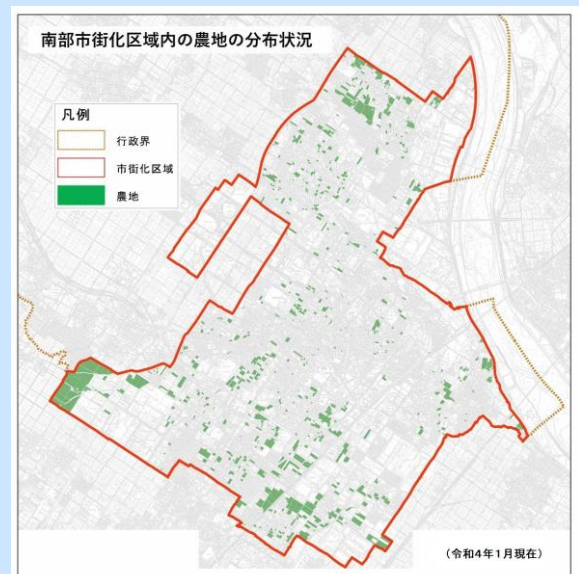 南部市街化区域内の農地の分布状況
凡例
行政界
市街化区域
農地
（令和4年1月現在）